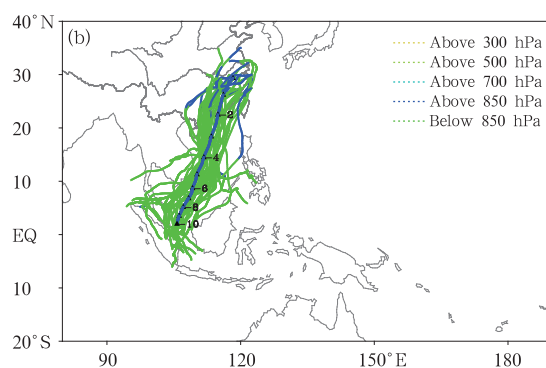 40°N
(b)
Above 300 hPa
Above 500 hPa
Above 700 hPa
Above 850 hPa
Below 850 hPa
30
20
10
EQ
10
20°S
2
4
6
8
10
90
120
150°E
180